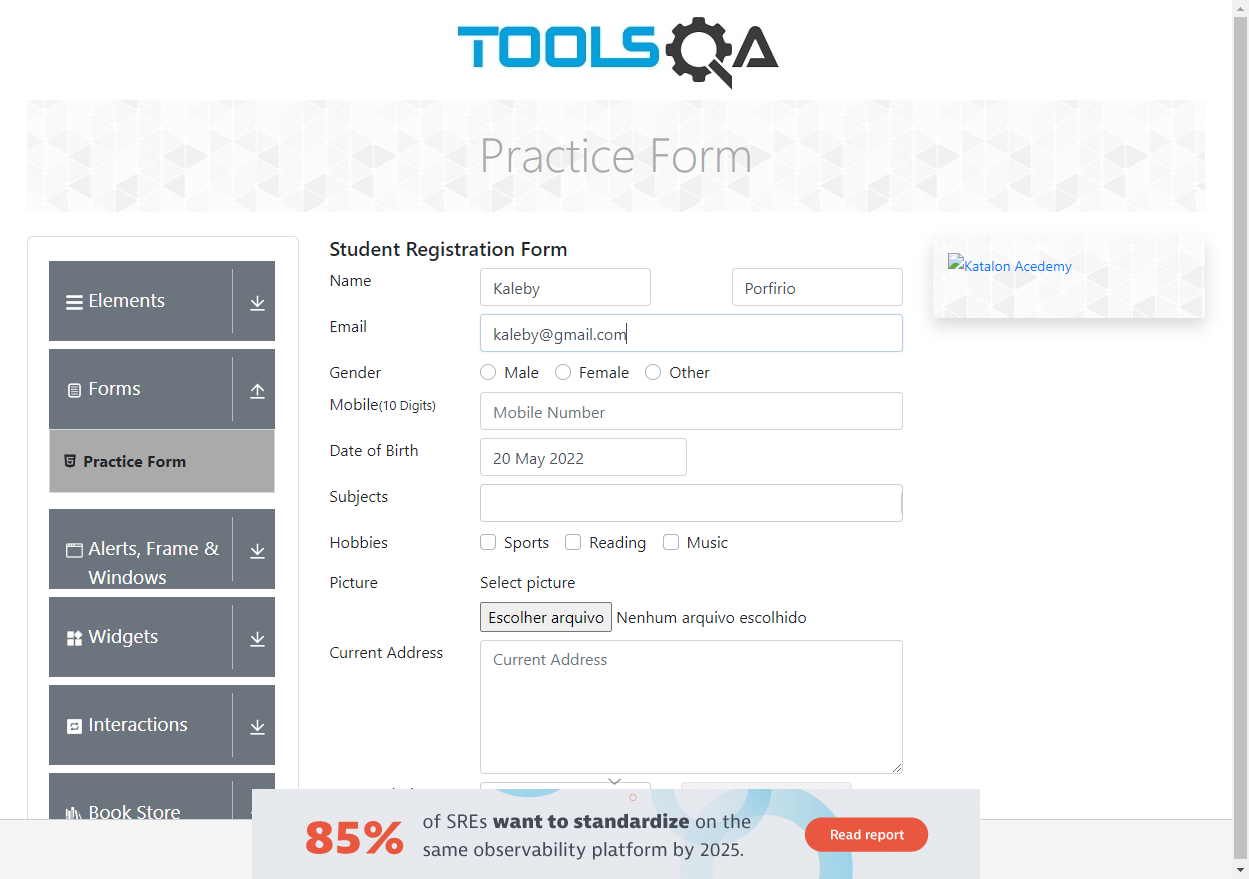 TOOLSQA
Practice Form
Elements
Forms
Practice Form
Alerts, Frame &
Windows
Widgets
Interactions
Book Store
Student Registration Form
Name
Kaleby
Porfirio
Email
kaleby@gmail.com
Gender
Male
Female
Other
Mobile(10 Digits)
Mobile Number
Date of Birth
20 May 2022
Subjects
Hobbies
Sports
Reading
Music
Picture
Select picture
Escolher arquivo
Nenhum arquivo escolhido
Current Address
Current Address
Katalon Acedemy
85%
of SREs want to standardize on the
same observability platform by 2025.
Read report